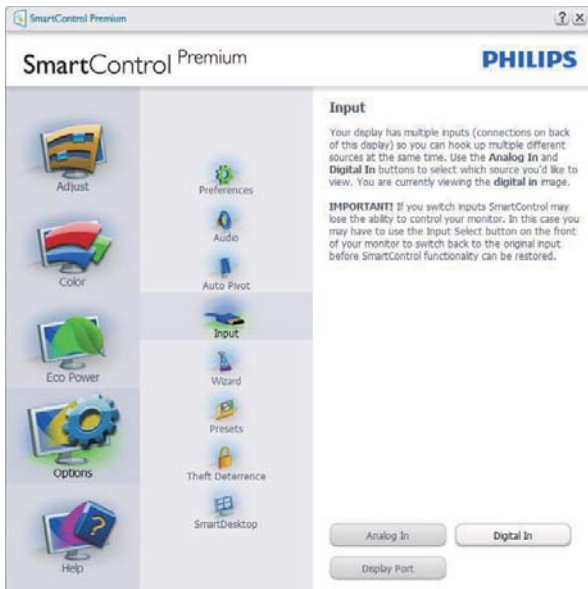 SmartControl Premium
SmartControl Premium
PHILIPS
Adjust
Color
Eco Power
Options
Help
Preferences
Audio
Auto Pivot
Input
Wizard
Presets
Theft Deterrence
SmartDesktop
Input
Your display has multiple inputs (connections on back
of this display) so you can hook up multiple different
sources at the same time. Use the Analog In and
Digital In buttons to select which source you'd like to
view. You are currently viewing the digital in image.
IMPORTANT! If you switch inputs SmartControl may
lose the ability to control your monitor. In this case you
may have to use the Input Select button on the front
of your monitor to switch back to the original input
before SmartControl functionality can be restored.
Analog In
Digital In
Display Port